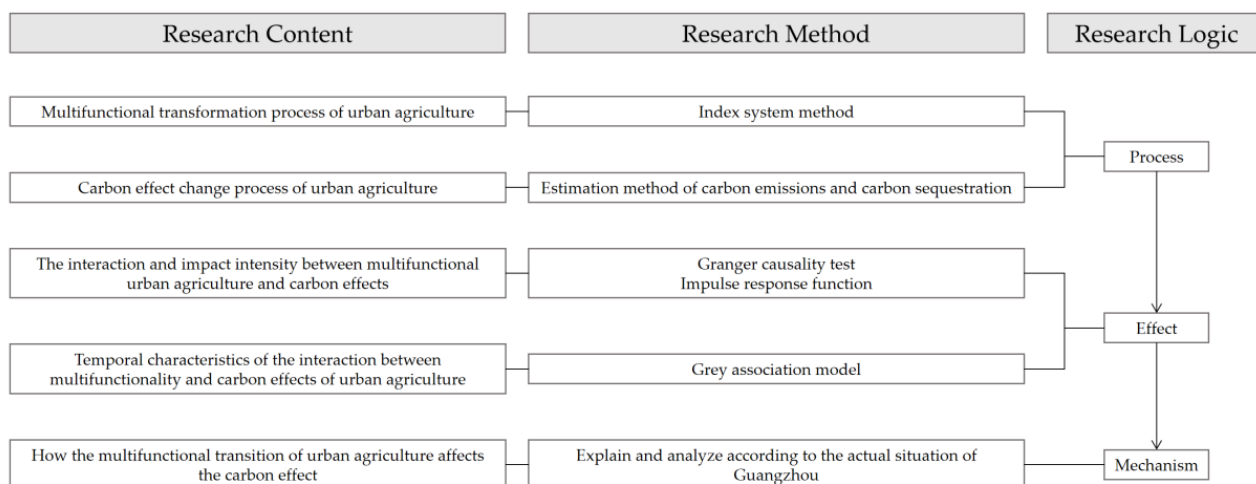 Research Content
Research Method
Research Logic
Multifunctional transformation process of urban agriculture
Index system method
Process
Carbon effect change process of urban agriculture
Estimation method of carbon emissions and carbon sequestration
The interaction and impact intensity between multifunctional
urban agriculture and carbon effects
Granger causality test
Impulse response function
Effect
Temporal characteristics of the interaction between
multifunctionality and carbon effects of urban agriculture
Grey association model
How the multifunctional transition of urban agriculture affects
the carbon effect
Explain and analyze according to the actual situation of
Guangzhou
Mechanism